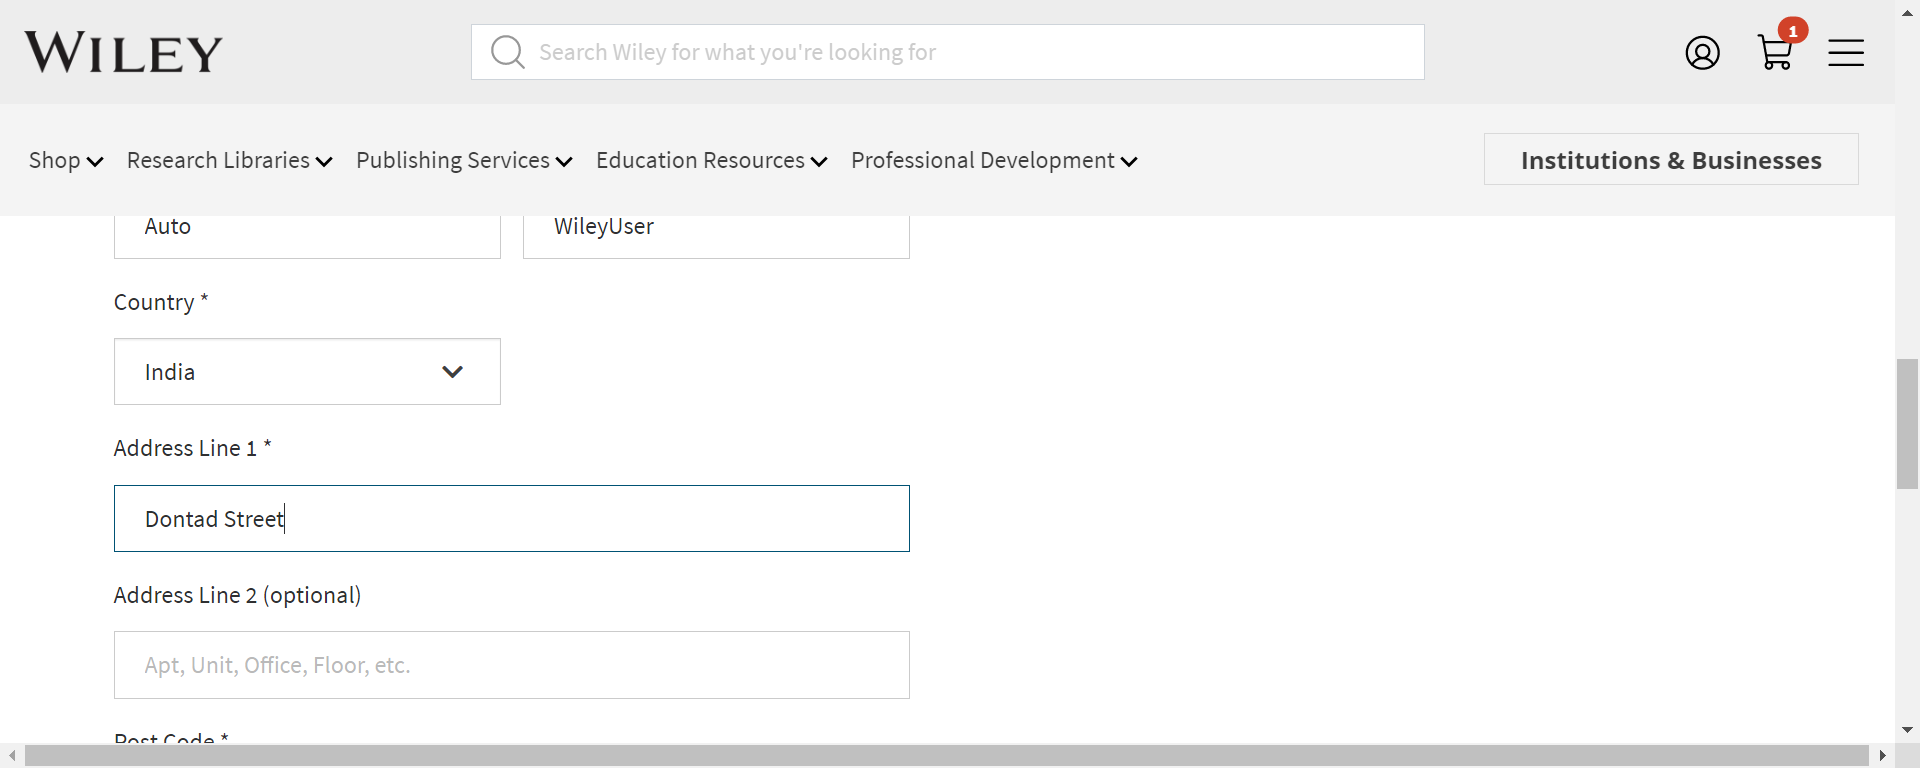 WILEY
Search Wiley for what you're looking for
1
Shop Research Libraries Publishing Services Education Resources Professional Development Institutions & Businesses
Auto WileyUser
Country *
India
Address Line 1 *
Dontad Street
Address Line 2 (optional)
Apt, Unit, Office, Floor, etc.
Post Code *